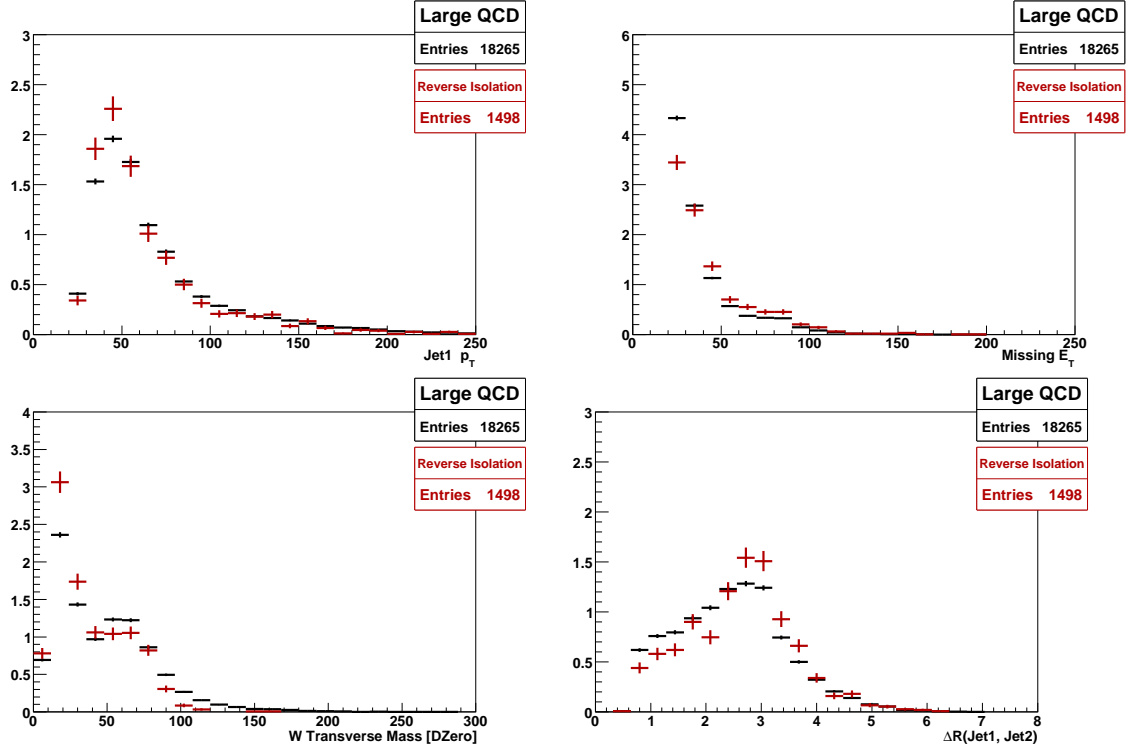 Large QCD
Entries 18265
Reverse Isolation
Entries 1498
3
2.5
2
1.5
1
0.5
0
0 50 100 150 200 250
Jet1 p_T
Large QCD
Entries 18265
Reverse Isolation
Entries 1498
6
5
4
3
2
1
0
0 50 100 150 200 250
Missing E_T
Large QCD
Entries 18265
Reverse Isolation
Entries 1498
4
3.5
3
2.5
2
1.5
1
0.5
0
0 50 100 150 200 250 300
W Transverse Mass [DZero]
Large QCD
Entries 18265
Reverse Isolation
Entries 1498
3
2.5
2
1.5
1
0.5
0
0 1 2 3 4 5 6 7 8
ΔR(Jet1, Jet2)